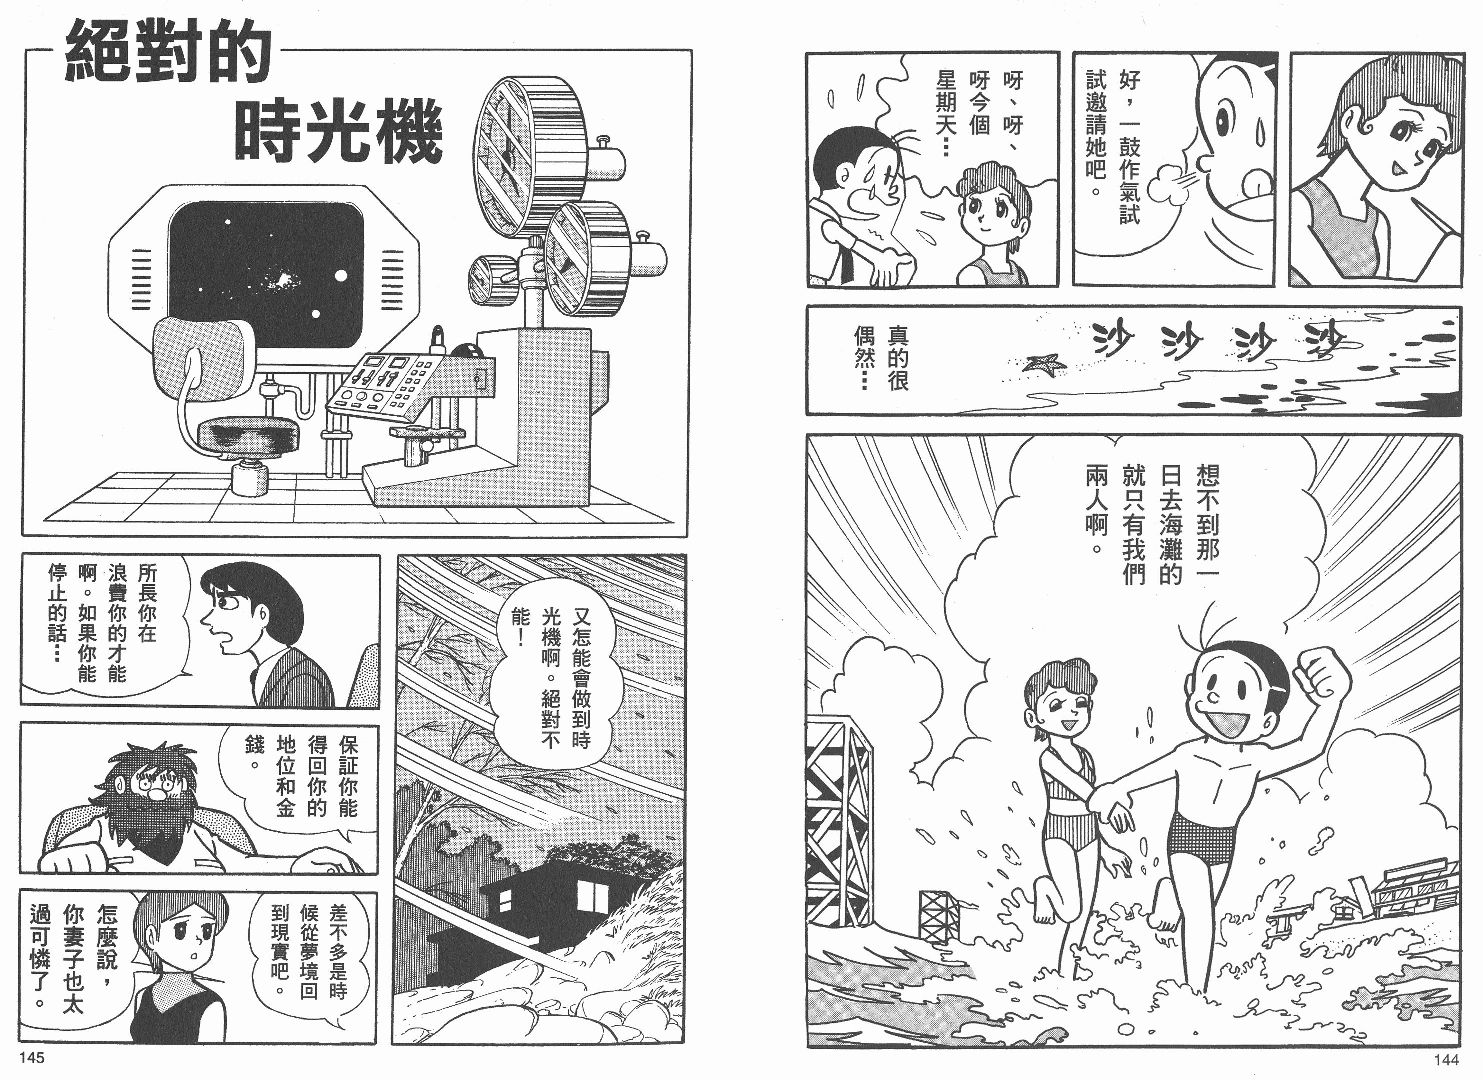 好，一鼓作氣試
試邀請她吧。
呀、呀、
呀今個
星期天…
沙 沙 沙 沙
真的很
偶然…
想不到那一
日去海灘的
就只有我們
兩人啊。
144
絕對的
時光機
又怎能會做到時
光機啊。絕對不
能！
所長你在
浪費你的才能
啊。如果你能
停止的話…
保証你能
得回你的
地位和金
錢。
差不多是時
候從夢境回
到現實吧。
怎麼說，
你妻子也太
過可憐了。
145